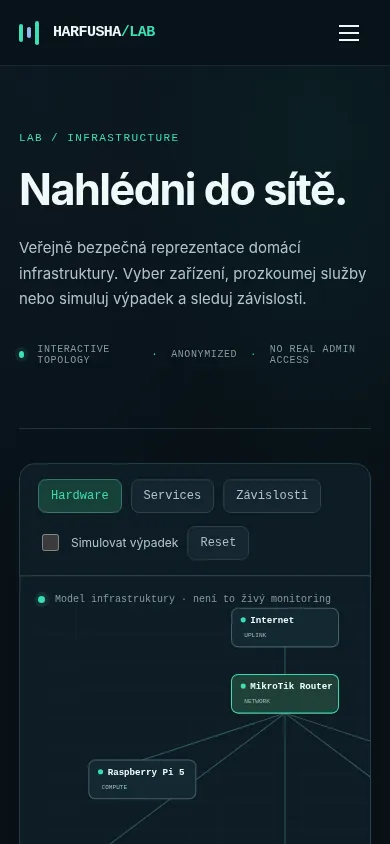 HARFUSHA/LAB
LAB / INFRASTRUCTURE
Nahlédni do sítě.
Veřejně bezpečná reprezentace domácí
infrastruktury. Vyber zařízení, prozkoumej služby
nebo simuluj výpadek a sleduj závislosti.
INTERACTIVE TOPOLOGY · ANONYMIZED · NO REAL ADMIN ACCESS
Hardware Services Závislosti
Simulovat výpadek Reset
Model infrastruktury · není to živý monitoring
Internet
UPLINK
MikroTik Router
NETWORK
Raspberry Pi 5
COMPUTE